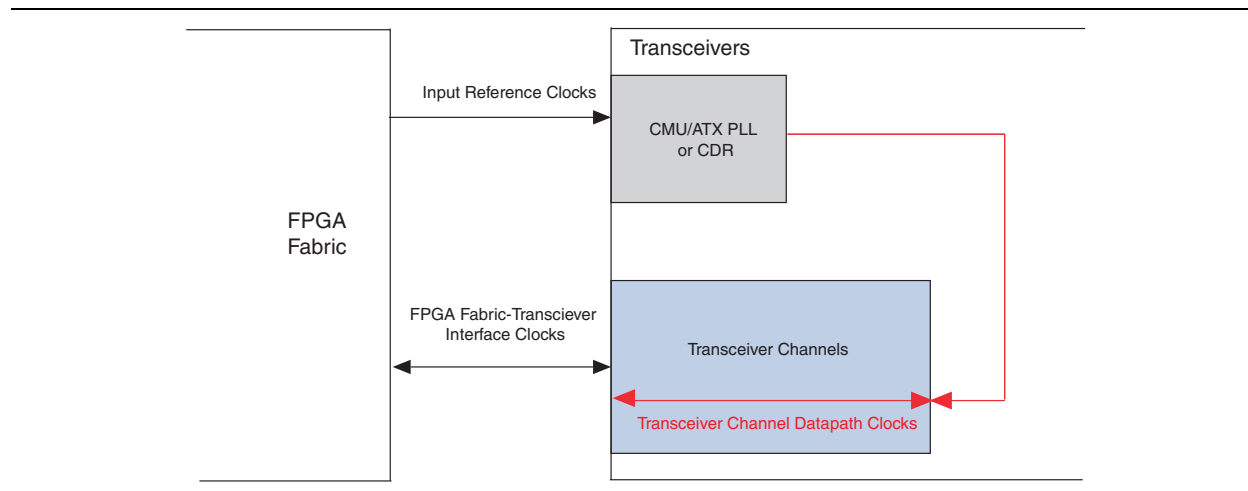 Transceivers
Input Reference Clocks
CMU/ATX PLL
or CDR
FPGA
Fabric
FPGA Fabric-Transciever
Interface Clocks
Transceiver Channels
Transceiver Channel Datapath Clocks